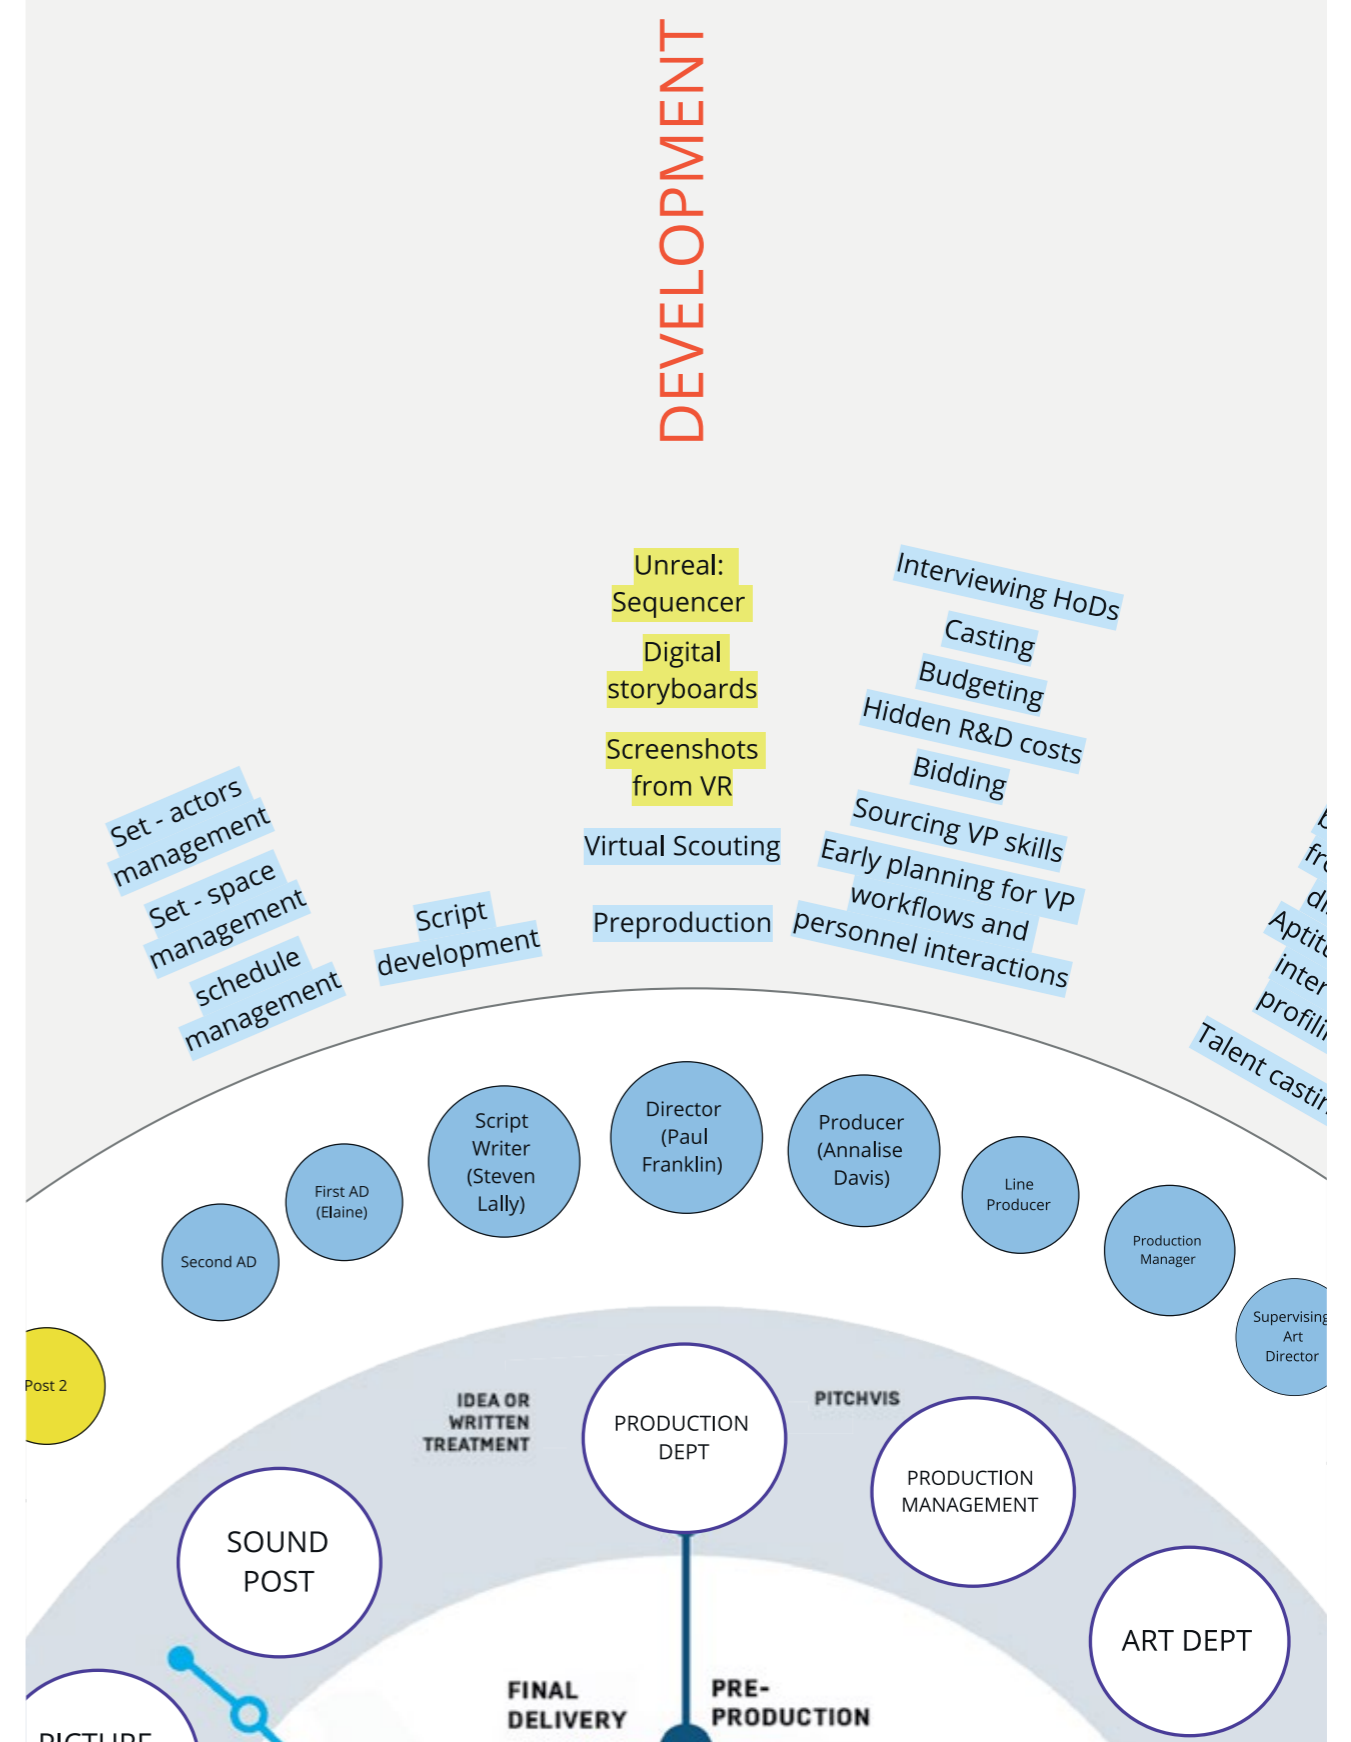 DEVELOPMENT
Unreal:
Sequencer
Digital
storyboards
Screenshots
from VR
Virtual Scouting
Preproduction
Interviewing HoDs
Casting
Budgeting
Hidden R&D costs
Bidding
Sourcing VP skills
Early planning for VP
workflows and
personnel interactions
Set - actors
management
Set - space
management
schedule
management
Script
development
Talent
Second AD
First AD
(Elaine)
Script
Writer
(Steven
Lally)
Director
(Paul
Franklin)
Producer
(Annalise
Davis)
Line
Producer
Production
Manager
Supervising
Art
Director
Post 2
IDEA OR
WRITTEN
TREATMENT
PRODUCTION
DEPT
PITCHVIS
PRODUCTION
MANAGEMENT
SOUND
POST
ART DEPT
PICTURE
FINAL
DELIVERY
PRE-
PRODUCTION